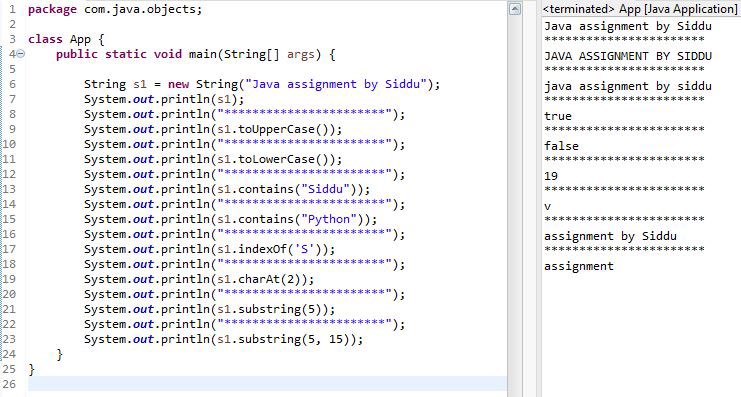 1 package com.java.objects;
2
3 class App {
4 public static void main(String[] args) {
5
6 String s1 = new String("Java assignment by Siddu");
7 System.out.println(s1);
8 System.out.println("***********************");
9 System.out.println(s1.toUpperCase());
10 System.out.println("***********************");
11 System.out.println(s1.toLowerCase());
12 System.out.println("***********************");
13 System.out.println(s1.contains("Siddu"));
14 System.out.println("***********************");
15 System.out.println(s1.contains("Python"));
16 System.out.println("***********************");
17 System.out.println(s1.indexOf('S'));
18 System.out.println("***********************");
19 System.out.println(s1.charAt(2));
20 System.out.println("***********************");
21 System.out.println(s1.substring(5));
22 System.out.println("***********************");
23 System.out.println(s1.substring(5, 15));
24 }
25 }
26
<terminated> App [Java Application]
Java assignment by Siddu
***********************
JAVA ASSIGNMENT BY SIDDU
***********************
java assignment by siddu
***********************
true
***********************
false
***********************
19
***********************
v
***********************
assignment by Siddu
***********************
assignment